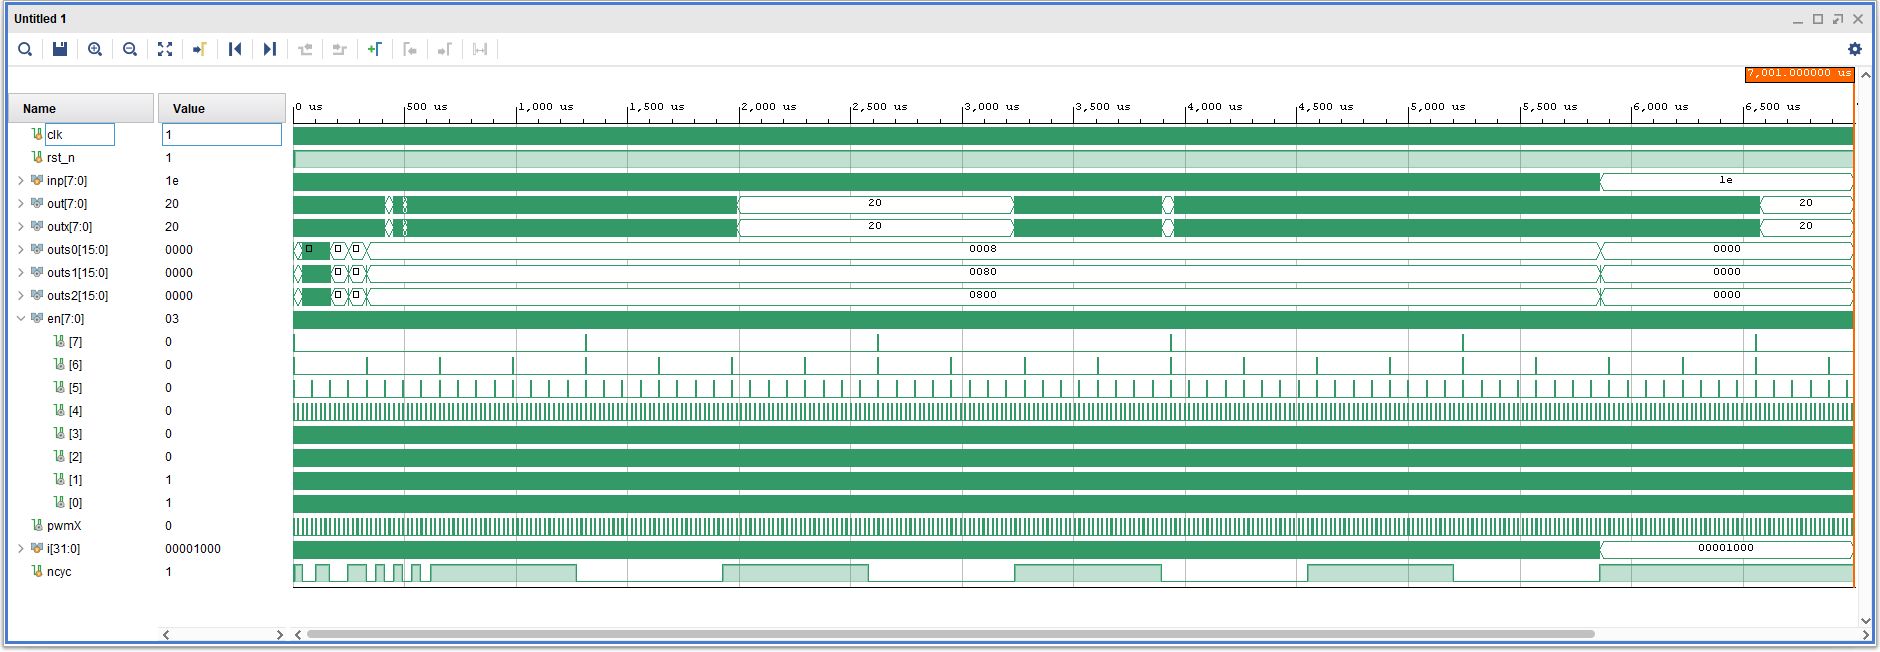 Untitled 1
7,001.000000 us
Name Value
0 us 500 us 1,000 us 1,500 us 2,000 us 2,500 us 3,000 us 3,500 us 4,000 us 4,500 us 5,000 us 5,500 us 6,000 us 6,500 us
clk 1
rst_n 1
inp[7:0] 1e 1e
out[7:0] 20 20 20
outx[7:0] 20 20 20
outs0[15:0] 0000 0008 0000
outs1[15:0] 0000 0080 0000
outs2[15:0] 0000 0800 0000
en[7:0] 03
[7] 0
[6] 0
[5] 0
[4] 0
[3] 0
[2] 0
[1] 1
[0] 1
pwmX 0
i[31:0] 00001000 00001000
ncyc 1